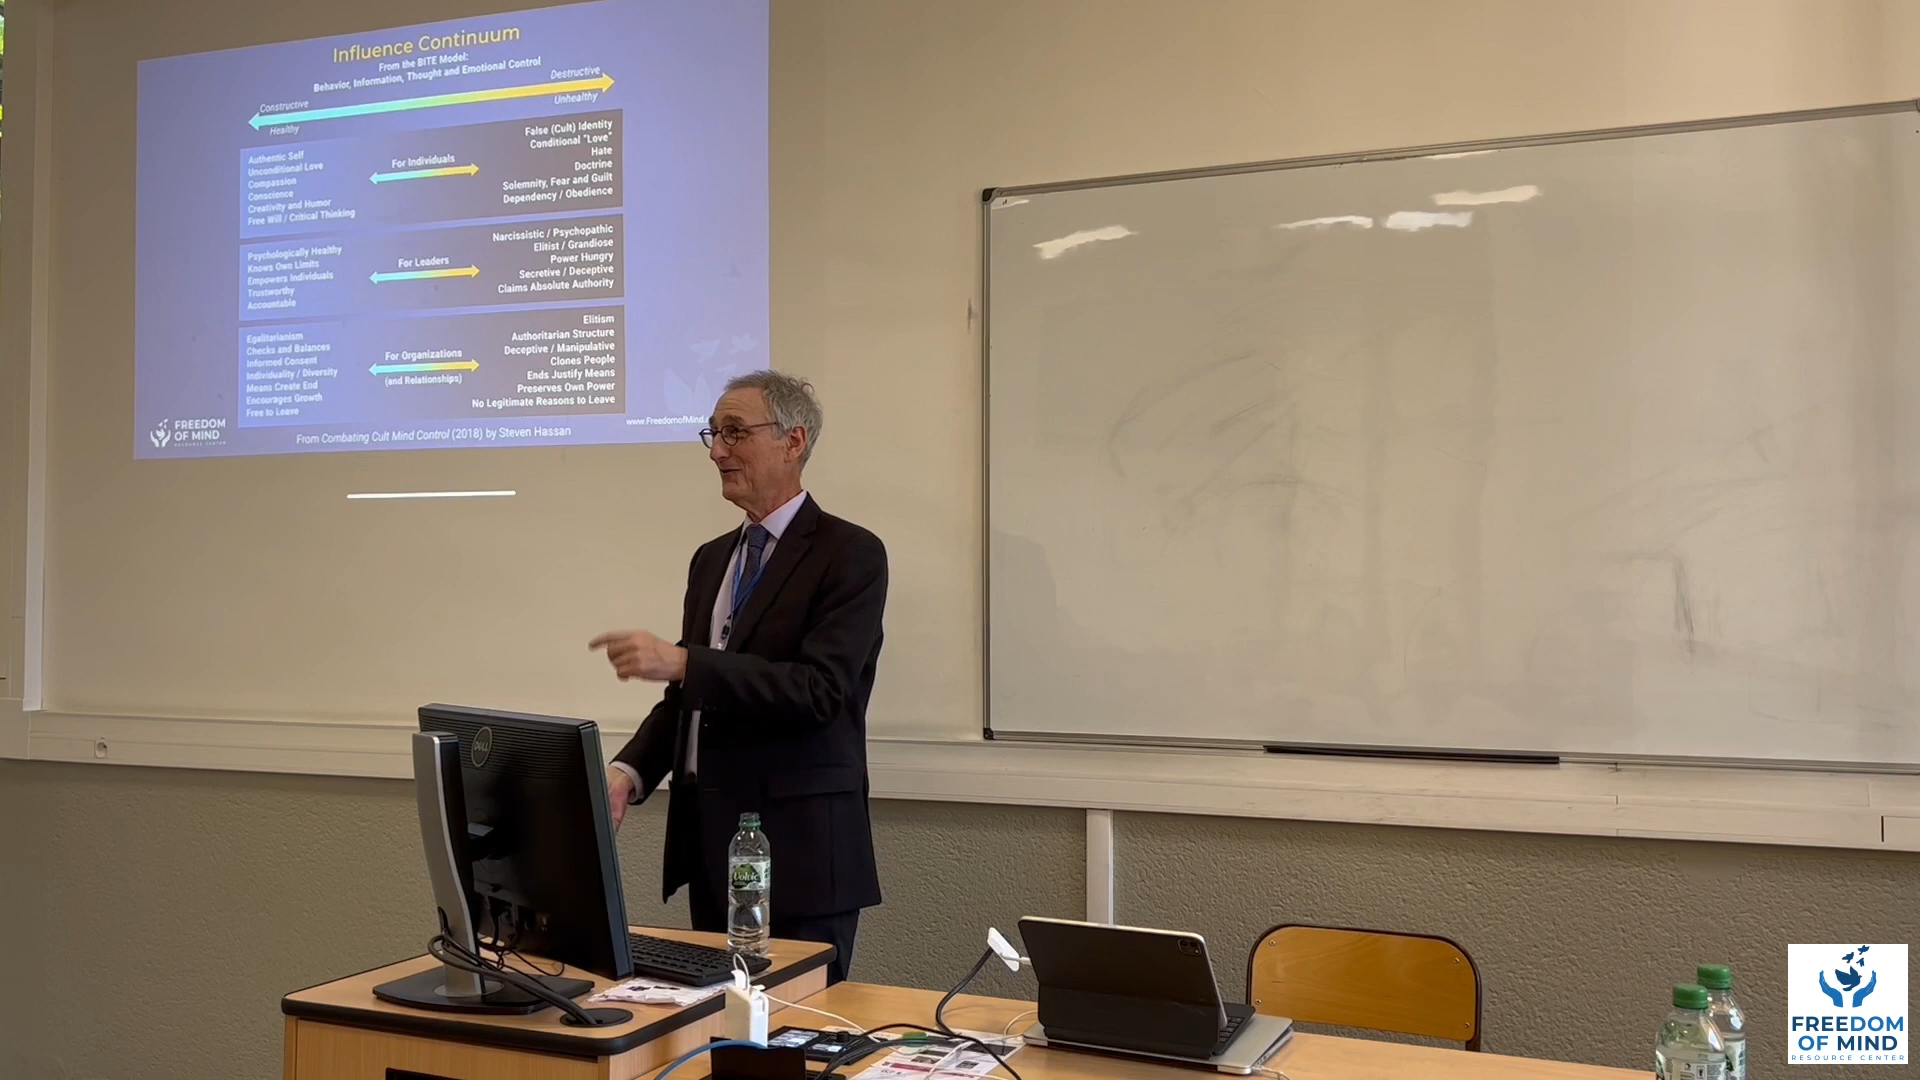 Influence Continuum
From the BITE Model:
Behavior, Information, Thought and Emotional Control
Constructive
Healthy
Destructive
Unhealthy
Authentic Self
Unconditional Love
Compassion
Conscience
Creativity and Humor
Free Will / Critical Thinking
For Individuals
False (Cult) Identity
Conditional "Love"
Hate
Doctrine
Solemnity, Fear and Guilt
Dependency / Obedience
Psychologically Healthy
Knows Own Limits
Empowers Individuals
Trustworthy
Accountable
For Leaders
Narcissistic / Psychopathic
Elitist / Grandiose
Power Hungry
Secretive / Deceptive
Claims Absolute Authority
Egalitarianism
Checks and Balances
Informed Consent
Individuality / Diversity
Means Create End
Encourages Growth
Free to Leave
For Organizations
(and Relationships)
Elitism
Authoritarian Structure
Deceptive / Manipulative
Clones People
Ends Justify Means
Preserves Own Power
No Legitimate Reasons to Leave
FREEDOM
OF MIND
RESOURCE CENTER
From Combating Cult Mind Control (2018) by Steven Hassan
www.FreedomofMind.
DELL
Volvic
FREEDOM
OF MIND
RESOURCE CENTER